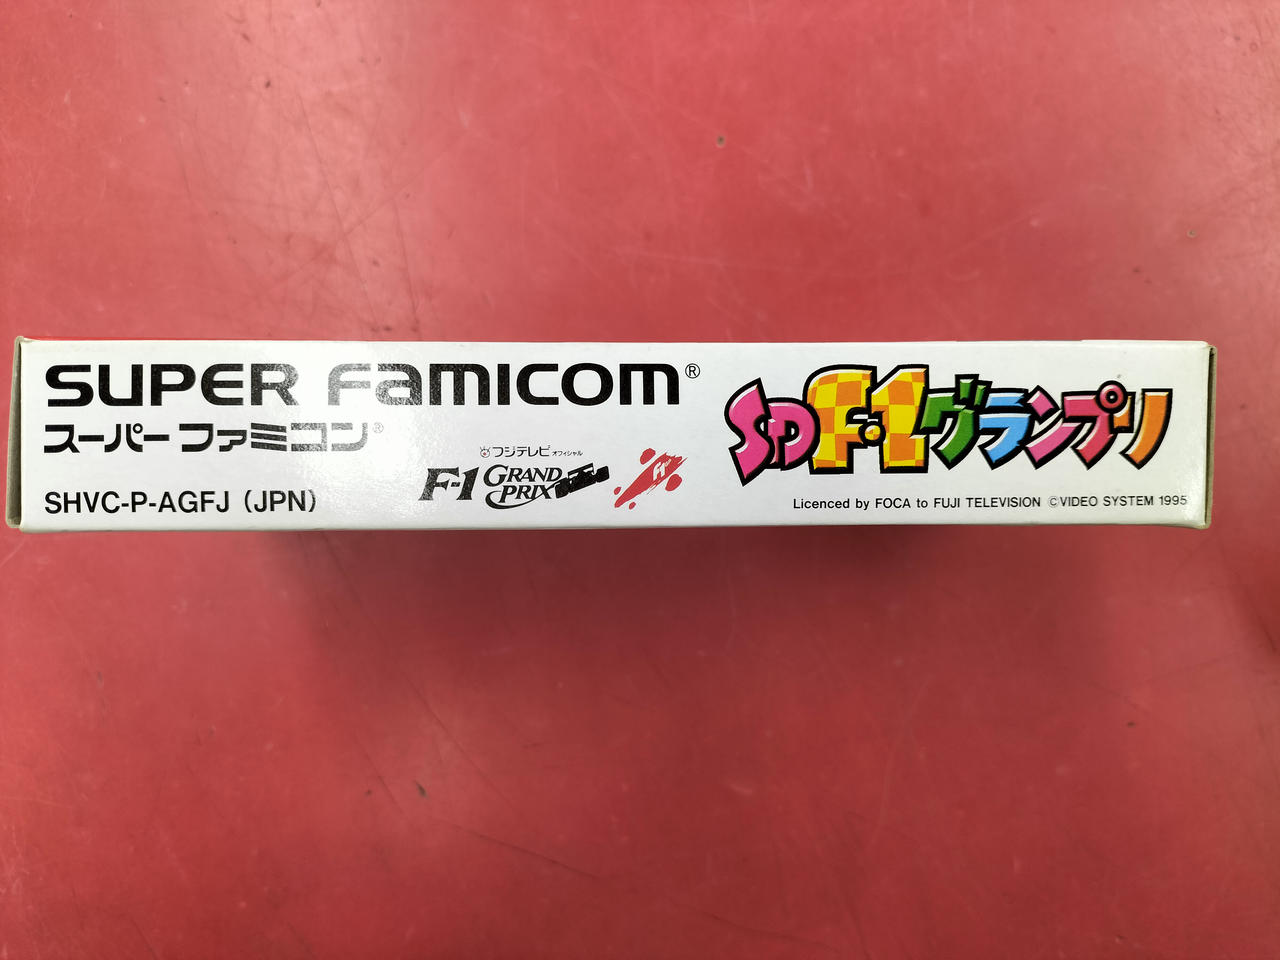 SUPER FAMICOM®
スーパーファミコン®
SHVC-P-AGFJ (JPN)
フジテレビ オフィシャル
F-1 GRAND PRIX
F1
SD F-1グランプリ
Licenced by FOCA to FUJI TELEVISION ©VIDEO SYSTEM 1995